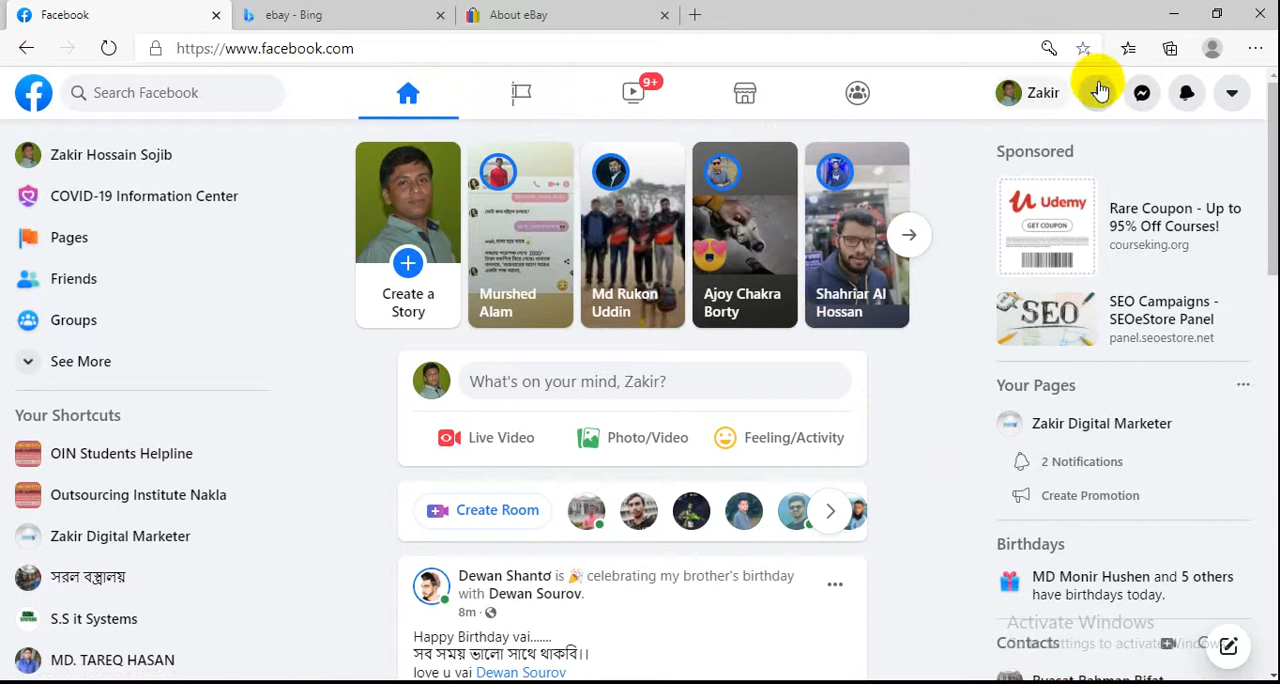 Facebook
ebay - Bing
About eBay
https://www.facebook.com
Search Facebook
9+
Zakir
Zakir Hossain Sojib
COVID-19 Information Center
Pages
Friends
Groups
See More
Your Shortcuts
OIN Students Helpline
Outsourcing Institute Nakla
Zakir Digital Marketer
সরল বস্ত্রালয়
S.S it Systems
MD. TAREQ HASAN
Create a
Story
Murshed
Alam
Md Rukon
Uddin
Ajoy Chakra
Borty
Shahriar Al
Hossan
What's on your mind, Zakir?
Live Video
Photo/Video
Feeling/Activity
Create Room
Dewan Shanto is 🎉 celebrating my brother's birthday
with Dewan Sourov.
8m ·
Happy Birthday vai......
সব সময় ভালো সাথে থাকবি।।
love u vai Dewan Sourov
Sponsored
Udemy
GET COUPON
Rare Coupon - Up to
95% Off Courses!
courseking.org
SEO
SEO Campaigns -
SEOeStore Panel
panel.seoestore.net
Your Pages
Zakir Digital Marketer
2 Notifications
Create Promotion
Birthdays
MD Monir Hushen and 5 others
have birthdays today.
Activate Windows
Contacts